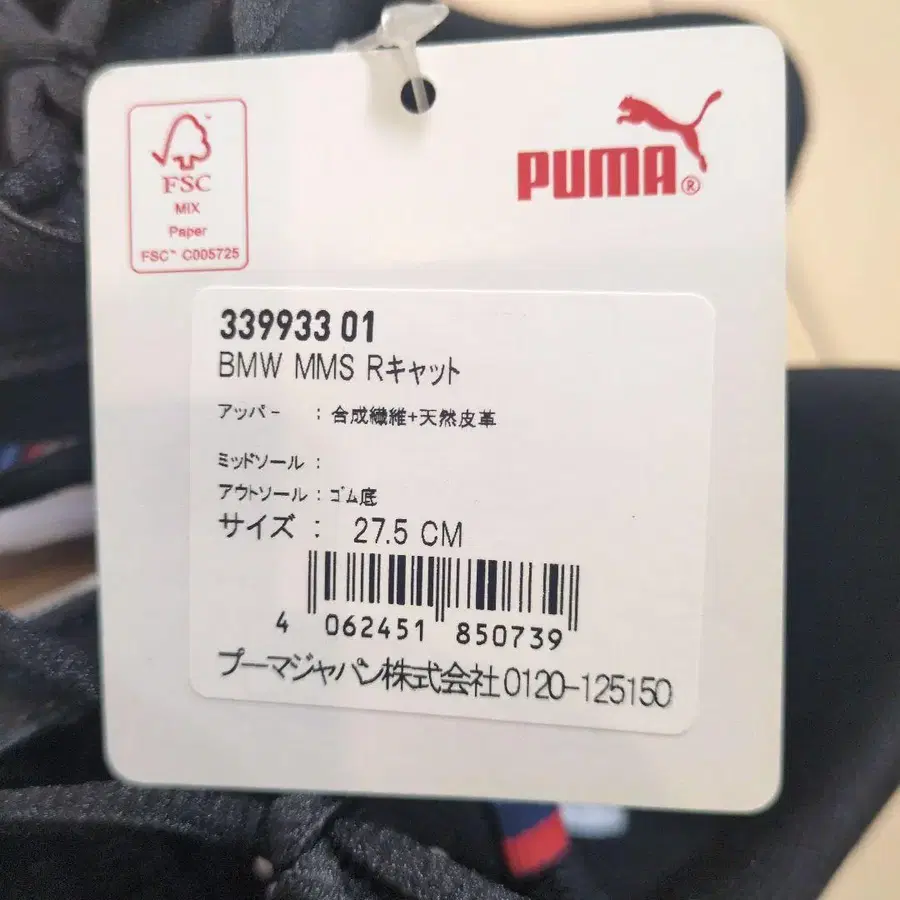 FSC
MIX
Paper
FSC™ C005725
PUMA®
339933 01
BMW MMS Rキャット
アッパー : 合成繊維+天然皮革
ミッドソール :
アウトソール : ゴム底
サイズ : 27.5 CM
4 062451 850739
プーマジャパン株式会社0120-125150